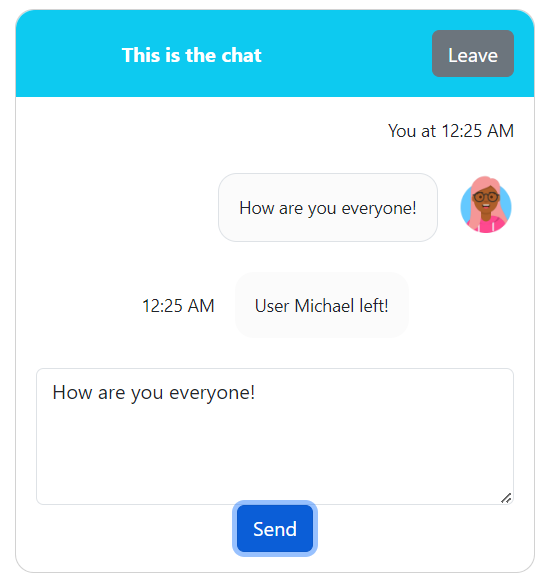 This is the chat
Leave
You at 12:25 AM
How are you everyone!
12:25 AM
User Michael left!
How are you everyone!
Send